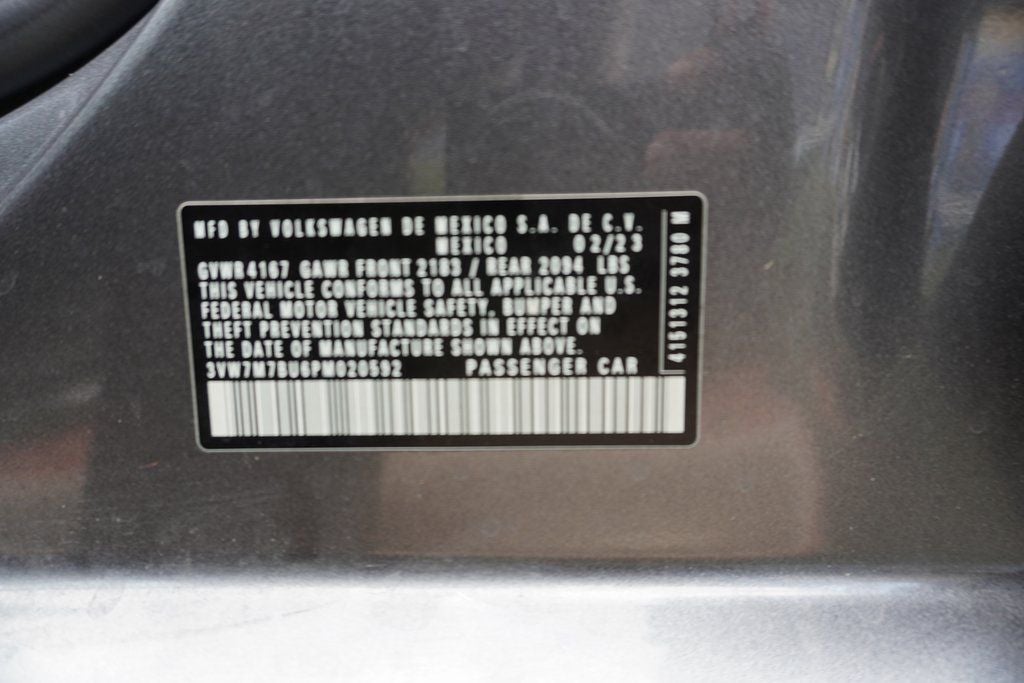 MFD BY VOLKSWAGEN DE MEXICO S.A. DE C.V.
MEXICO 02/23
GVWR 4167 GAWR FRONT 2183 / REAR 2094 LBS
THIS VEHICLE CONFORMS TO ALL APPLICABLE U.S.
FEDERAL MOTOR VEHICLE SAFETY, BUMPER AND
THEFT PREVENTION STANDARDS IN EFFECT ON
THE DATE OF MANUFACTURE SHOWN ABOVE.
3VW7M7BU6PM020592 PASSENGER CAR
4151312 3780 M